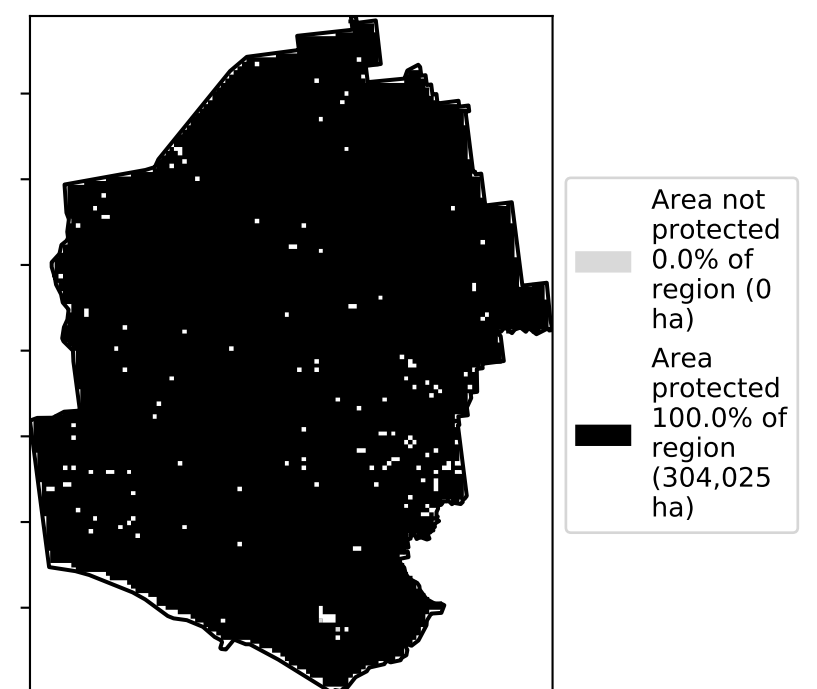 Area not
protected
0.0% of
region (0
ha)
Area
protected
100.0% of
region
(304,025
ha)